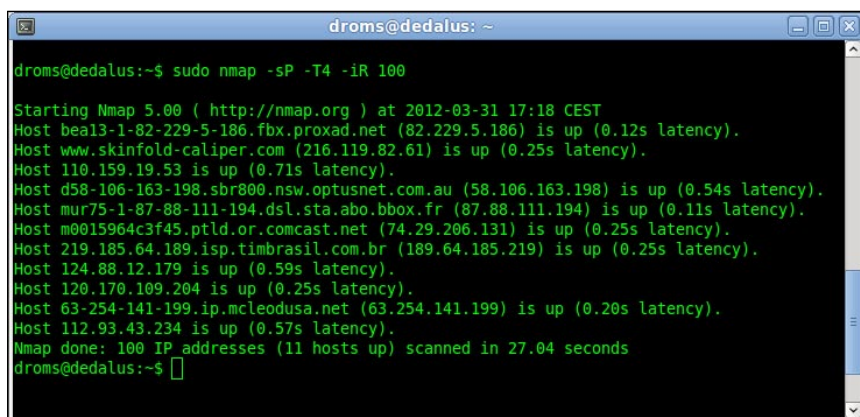 droms@dedalus: ~
droms@dedalus:~$ sudo nmap -sP -T4 -iR 100
Starting Nmap 5.00 ( http://nmap.org ) at 2012-03-31 17:18 CEST
Host bea13-1-82-229-5-186.fbx.proxad.net (82.229.5.186) is up (0.12s latency).
Host www.skinfold-caliper.com (216.119.82.61) is up (0.25s latency).
Host 110.159.19.53 is up (0.71s latency).
Host d58-106-163-198.sbr800.nsw.optusnet.com.au (58.106.163.198) is up (0.54s latency).
Host mur75-1-87-88-111-194.dsl.sta.abo.bbox.fr (87.88.111.194) is up (0.11s latency).
Host m0015964c3f45.ptld.or.comcast.net (74.29.206.131) is up (0.25s latency).
Host 219.185.64.189.isp.timbrasil.com.br (189.64.185.219) is up (0.25s latency).
Host 124.88.12.179 is up (0.59s latency).
Host 120.170.109.204 is up (0.25s latency).
Host 63-254-141-199.ip.mcleodusa.net (63.254.141.199) is up (0.20s latency).
Host 112.93.43.234 is up (0.57s latency).
Nmap done: 100 IP addresses (11 hosts up) scanned in 27.04 seconds
droms@dedalus:~$